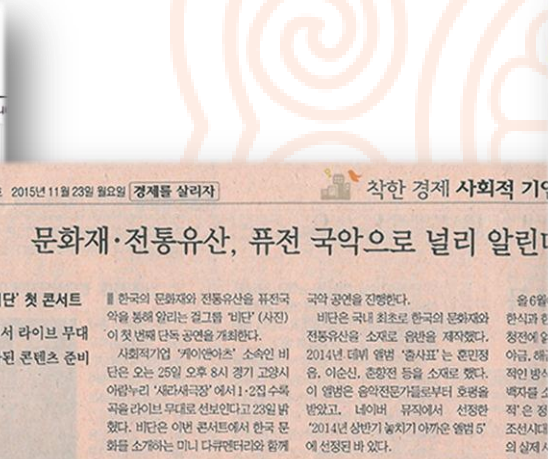 2015년 11월 23일 월요일 경제를 살리자
착한 경제 사회적 기업
문화재·전통유산, 퓨전 국악으로 널리 알린다
단' 첫 콘서트
서 라이브 무대
된 콘텐츠 준비
한국의 문화재와 전통유산을 퓨전국
악을 통해 알리는 걸그룹 '비단'(사진)
이 첫 번째 단독 공연을 개최한다.
사회적기업 '케이앤아츠' 소속인 비
단은 오는 25일 오후 8시 경기 고양시
아람누리 '새라새극장'에서 1·2집 수록
곡을 라이브 무대로 선보인다고 23일 밝
혔다. 비단은 이번 콘서트에서 한국 문
화를 소개하는 미니 다큐멘터리와 함께
국악 공연을 진행한다.
비단은 국내 최초로 한국의 문화재와
전통유산을 소재로 음반을 제작했다.
2014년 데뷔 앨범 '출사표'는 훈민정
음, 이순신, 춘향전 등을 소재로 했다.
이 앨범은 음악전문가들로부터 호평을
받았고, 네이버 뮤직에서 선정한
'2014년 상반기 놓치기 아까운 앨범 5'
에 선정된 바 있다.
올 6월
한식과 한
청전에 얽
야금, 해금
적인 방식
백자를 소
적'은 정
조선시대
의 실제 사